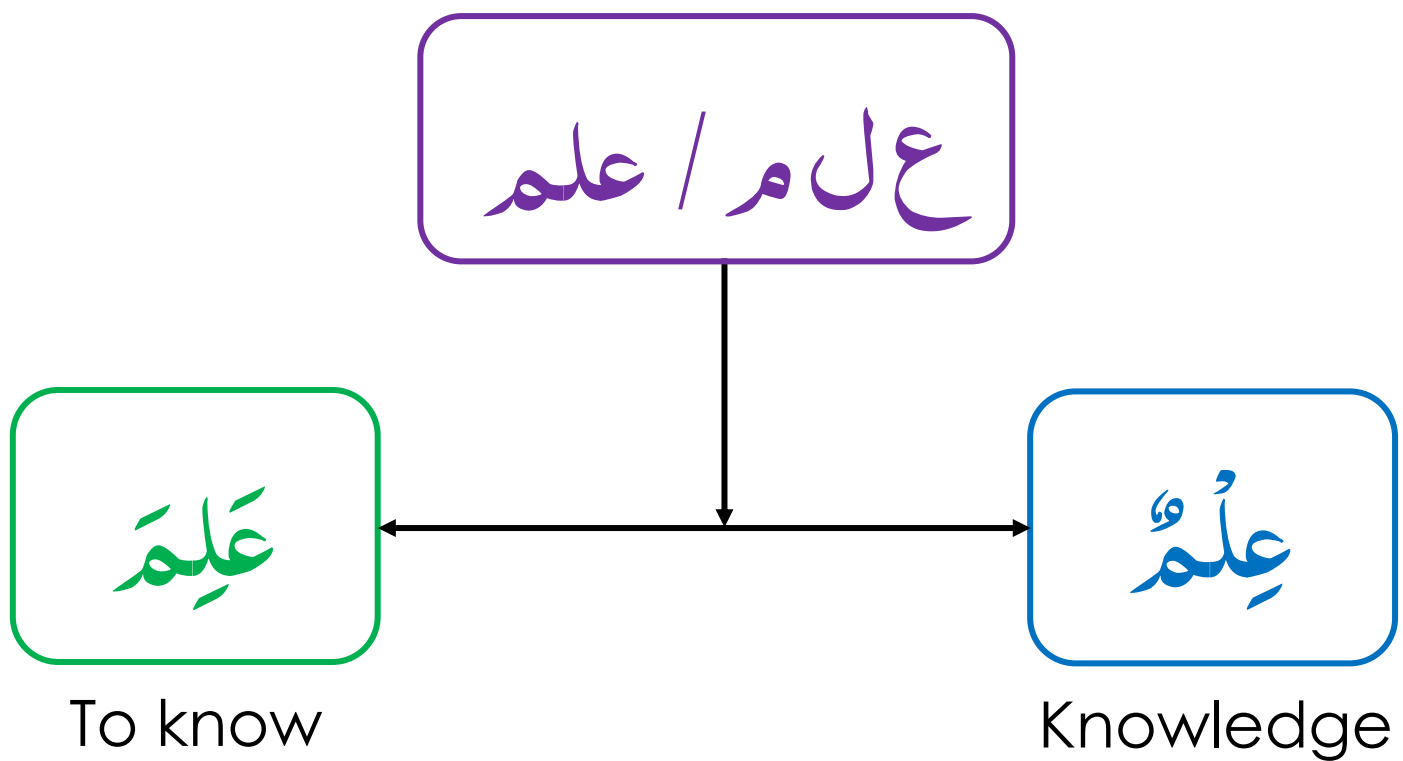 ع ل م / علم
عَلِمَ
عِلْمٌ
To know
Knowledge